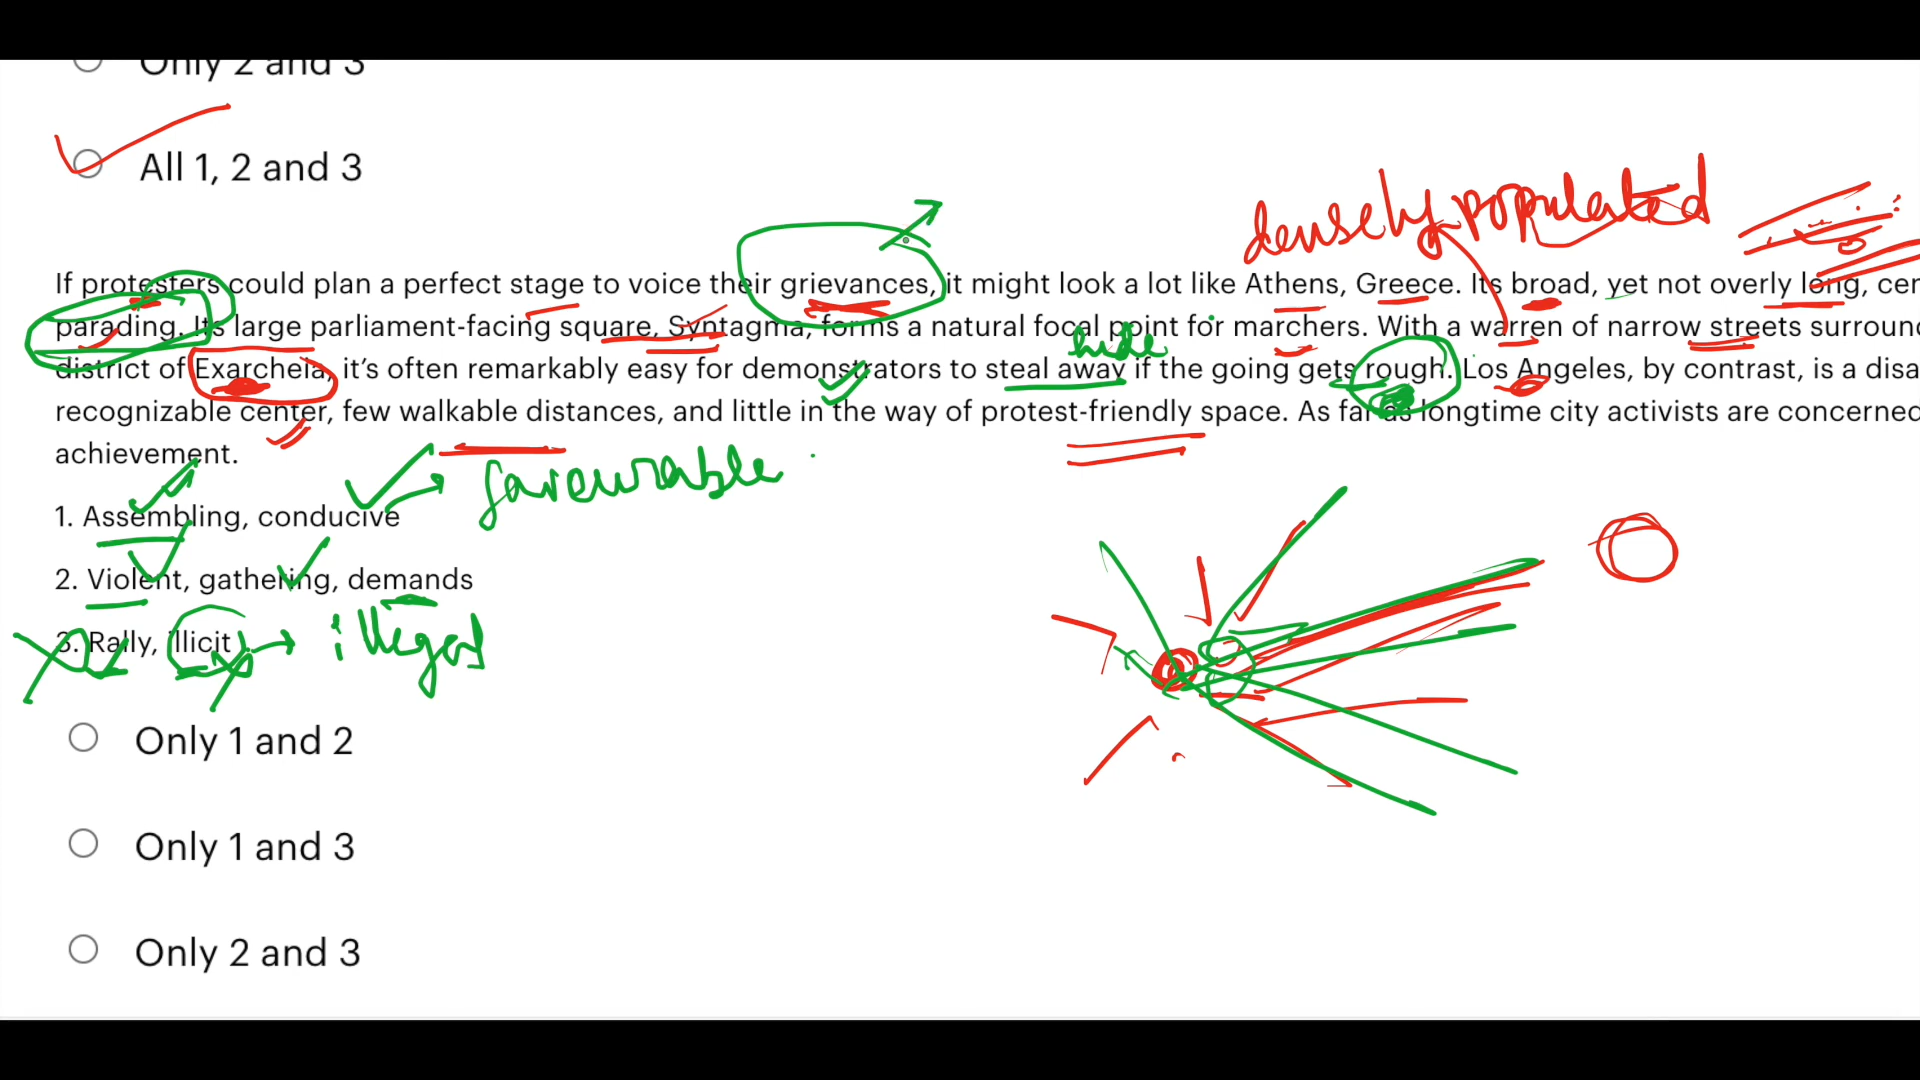 Only 2 and 3
All 1, 2 and 3
densely populated
If protesters could plan a perfect stage to voice their grievances, it might look a lot like Athens, Greece. Its broad, yet not overly long, cer
parading. Its large parliament-facing square, Syntagma, forms a natural focal point for marchers. With a warren of narrow streets surroun
hide
district of Exarcheia, it’s often remarkably easy for demonstrators to steal away if the going gets rough. Los Angeles, by contrast, is a disa
recognizable center, few walkable distances, and little in the way of protest-friendly space. As far as longtime city activists are concerned
achievement.
favourable
1. Assembling, conducive
2. Violent, gathering, demands
3. Rally, illicit
illegal
Only 1 and 2
Only 1 and 3
Only 2 and 3